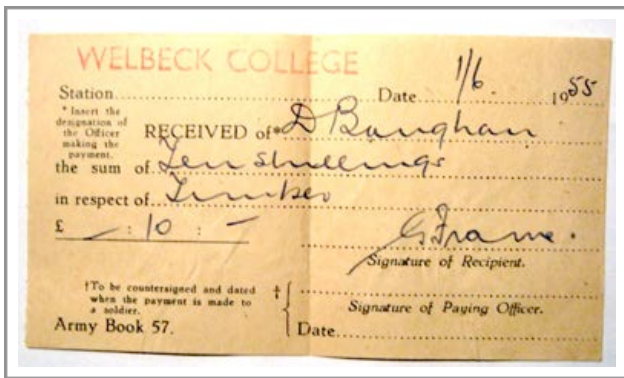 WELBECK COLLEGE
Station Date 1/6 1955
* Insert the designation of the Officer making the payment.
RECEIVED of* D Baughan
the sum of Ten Shillings
in respect of Timber
£ - : 10 : -
G Frame.
Signature of Recipient.
†To be countersigned and dated when the payment is made to a soldier.
†
Signature of Paying Officer.
Army Book 57.
Date